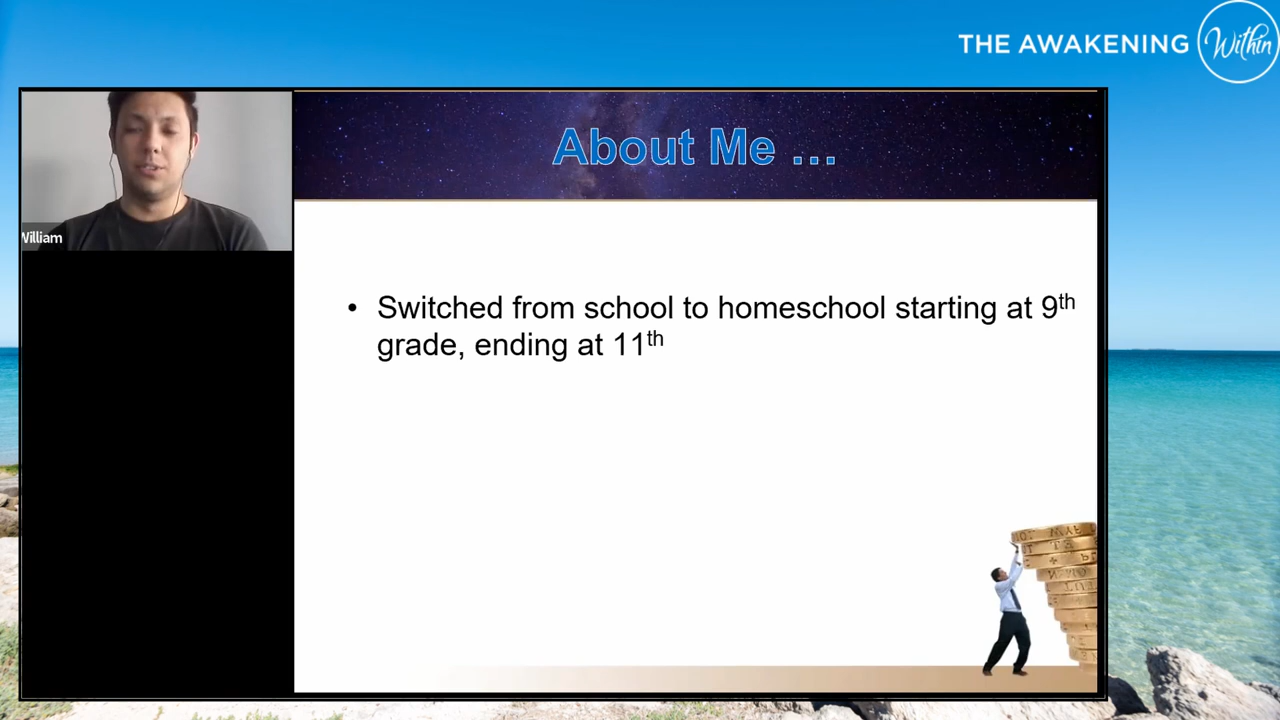 THE AWAKENING Within
About Me ...
William
• Switched from school to homeschool starting at 9th
grade, ending at 11th